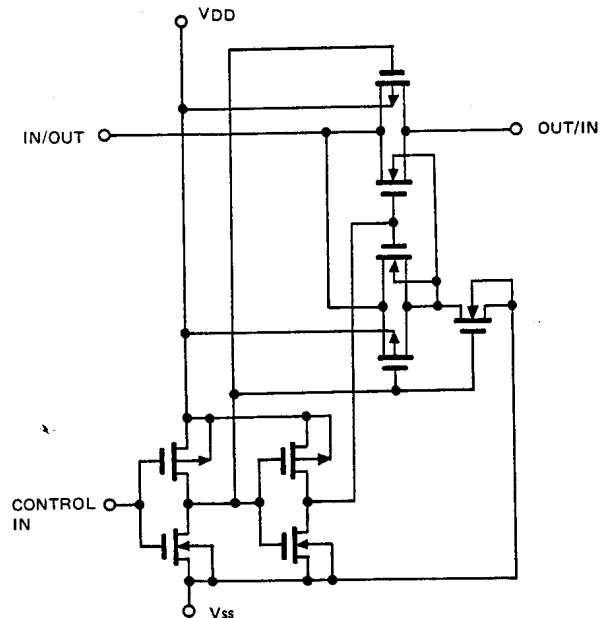 VDD
IN/OUT
OUT/IN
CONTROL
IN
Vss